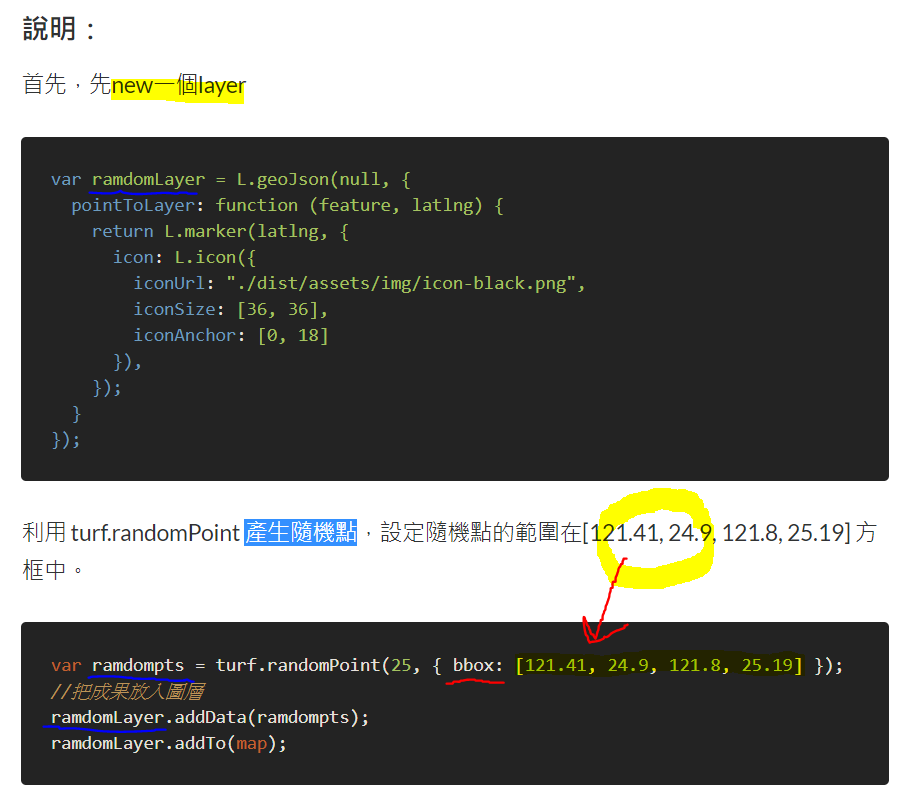 說明：
首先，先new一個layer
var ramdomLayer = L.geoJson(null, {
pointToLayer: function (feature, latlng) {
return L.marker(latlng, {
icon: L.icon({
iconUrl: "./dist/assets/img/icon-black.png",
iconSize: [36, 36],
iconAnchor: [0, 18]
}),
});
}
});
利用 turf.randomPoint 產生隨機點，設定隨機點的範圍在[121.41, 24.9, 121.8, 25.19] 方
框中。
var ramdompts = turf.randomPoint(25, { bbox: [121.41, 24.9, 121.8, 25.19] });
//把成果放入圖層
ramdomLayer.addData(ramdompts);
ramdomLayer.addTo(map);